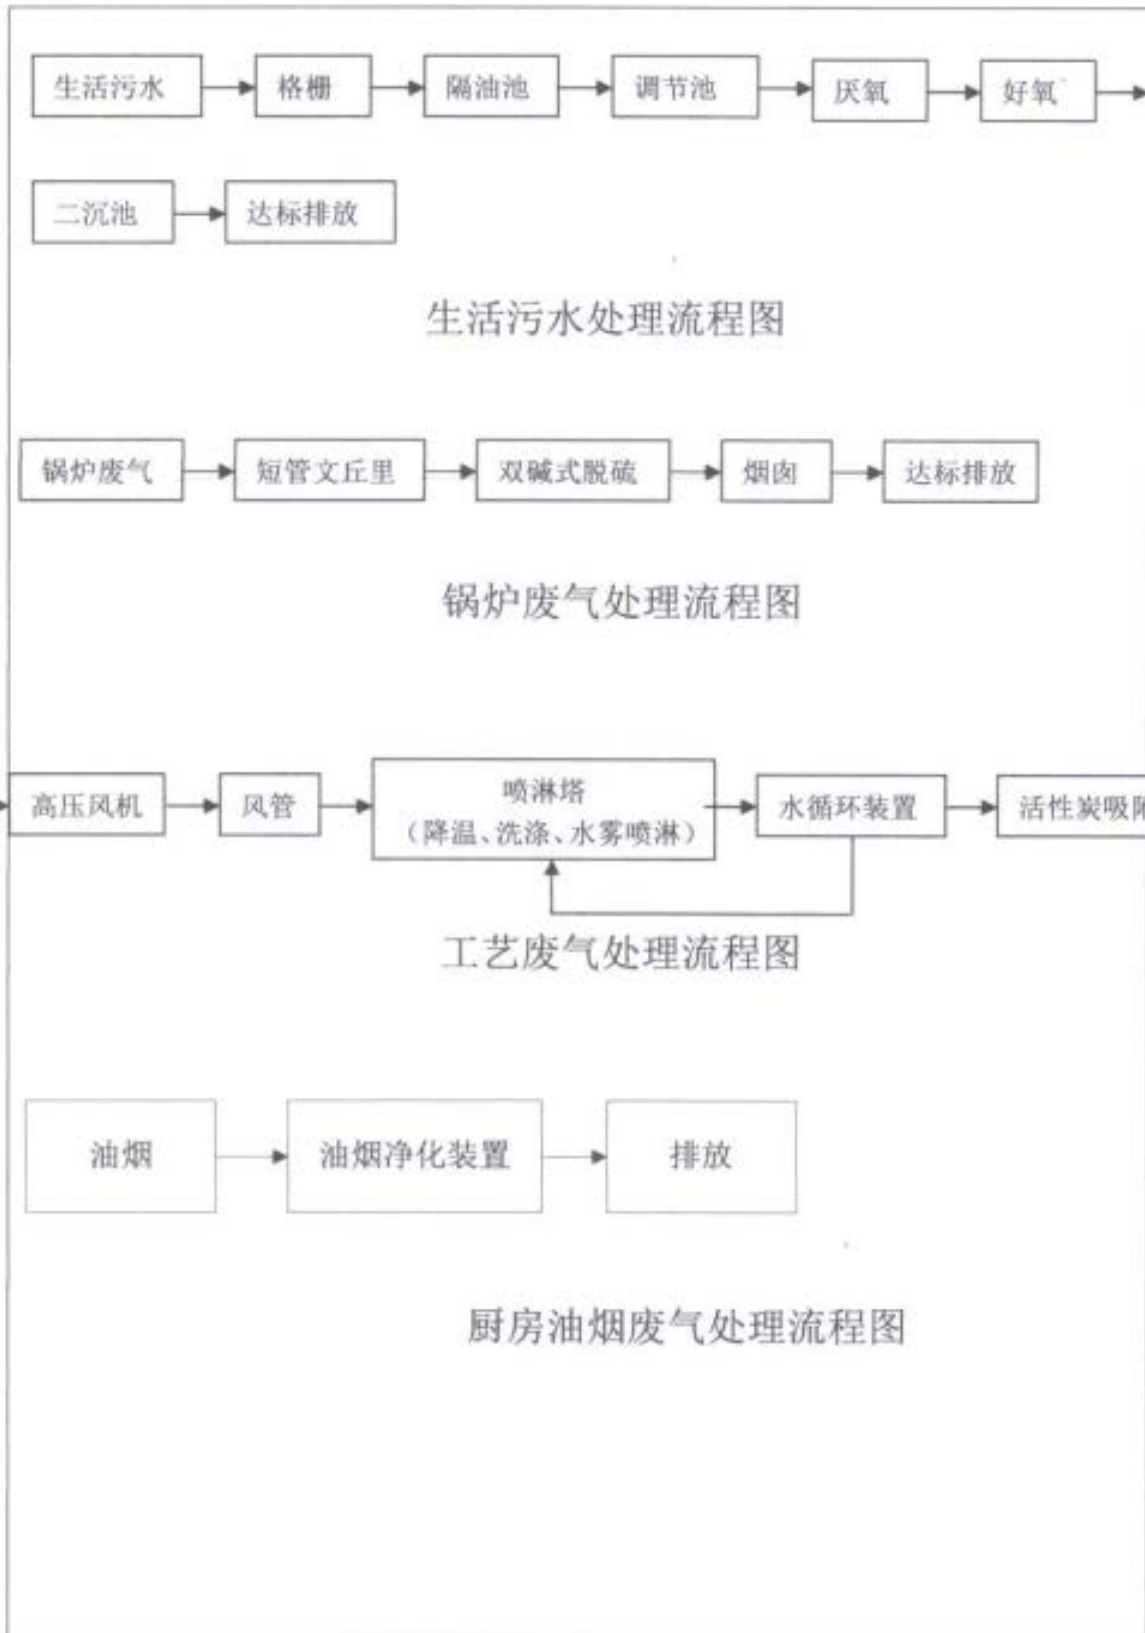 生活污水 格栅 隔油池 调节池 厌氧 好氧
二沉池 达标排放
生活污水处理流程图
锅炉废气 短管文丘里 双碱式脱硫 烟囱 达标排放
锅炉废气处理流程图
高压风机 风管 喷淋塔 水循环装置 活性炭吸附
（降温、洗涤、水雾喷淋）
工艺废气处理流程图
油烟 油烟净化装置 排放
厨房油烟废气处理流程图